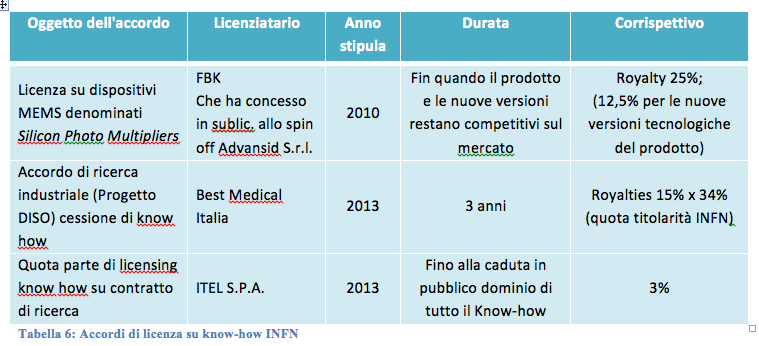 Oggetto dell'accordo
Licenziatario
Anno
stipula
Durata
Corrispettivo
Licenza su dispositivi
MEMS denominati
Silicon Photo Multipliers
FBK
Che ha concesso
in sublic, allo spin
off Advansid S.r.l.
2010
Fin quando il prodotto
e le nuove versioni
restano competitivi sul
mercato
Royalty 25%;
(12,5% per le nuove
versioni tecnologiche
del prodotto)
Accordo di ricerca
industriale (Progetto
DISO) cessione di know
how
Best Medical
Italia
2013
3 anni
Royalties 15% x 34%
(quota titolarità INFN)
Quota parte di licensing
know how su contratto
di ricerca
ITEL S.P.A.
2013
Fino alla caduta in
pubblico dominio di
tutto il Know-how
3%
Tabella 6: Accordi di licenza su know-how INFN